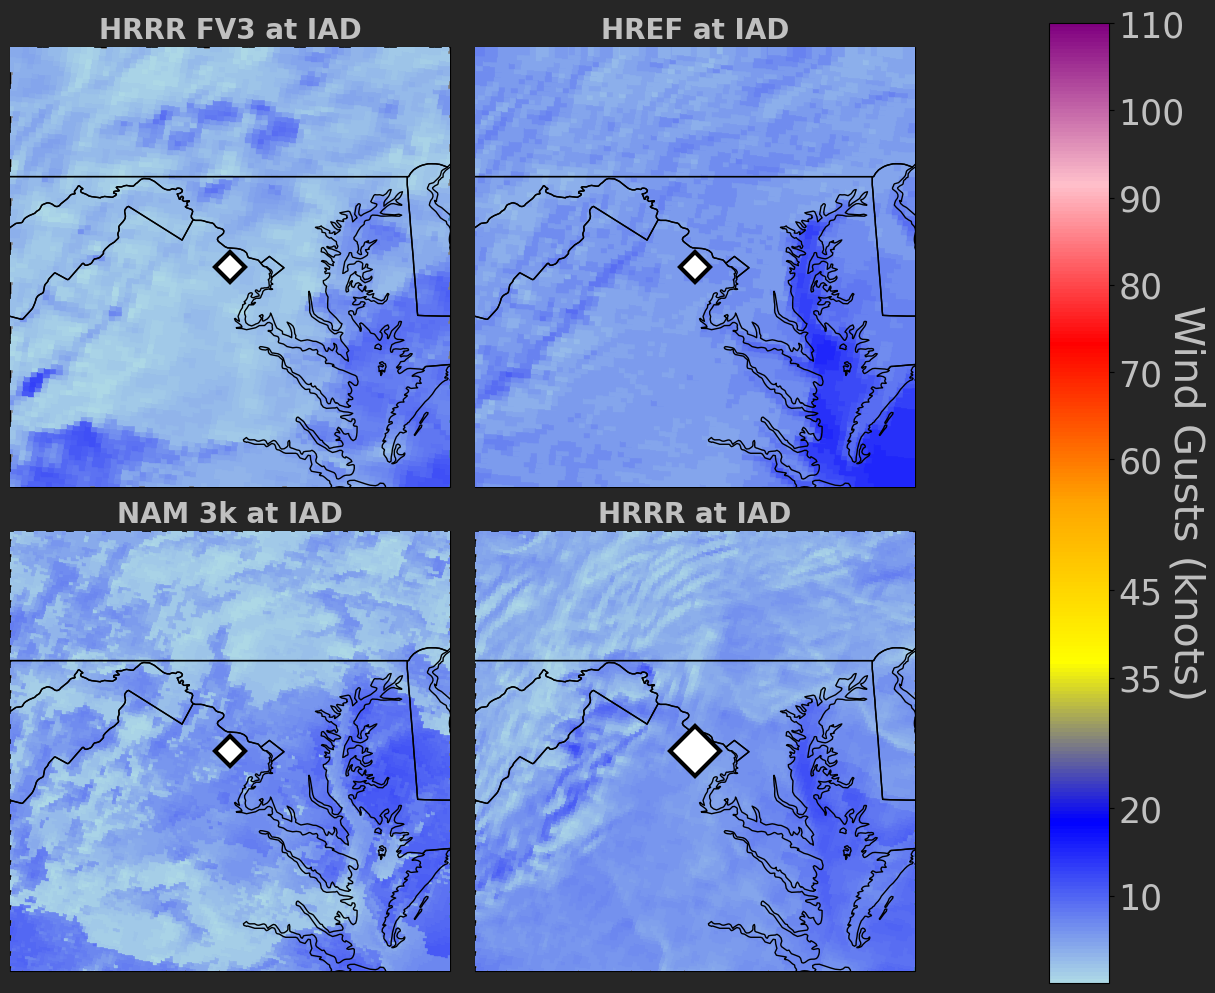 HRRR FV3 at IAD
HREF at IAD
NAM 3k at IAD
HRRR at IAD
110
100
90
80
70
60
45
35
20
10
Wind Gusts (knots)